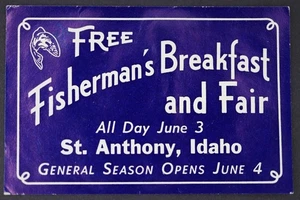 FREE
Fisherman's Breakfast
and Fair
All Day June 3
St. Anthony, Idaho
GENERAL SEASON OPENS JUNE 4